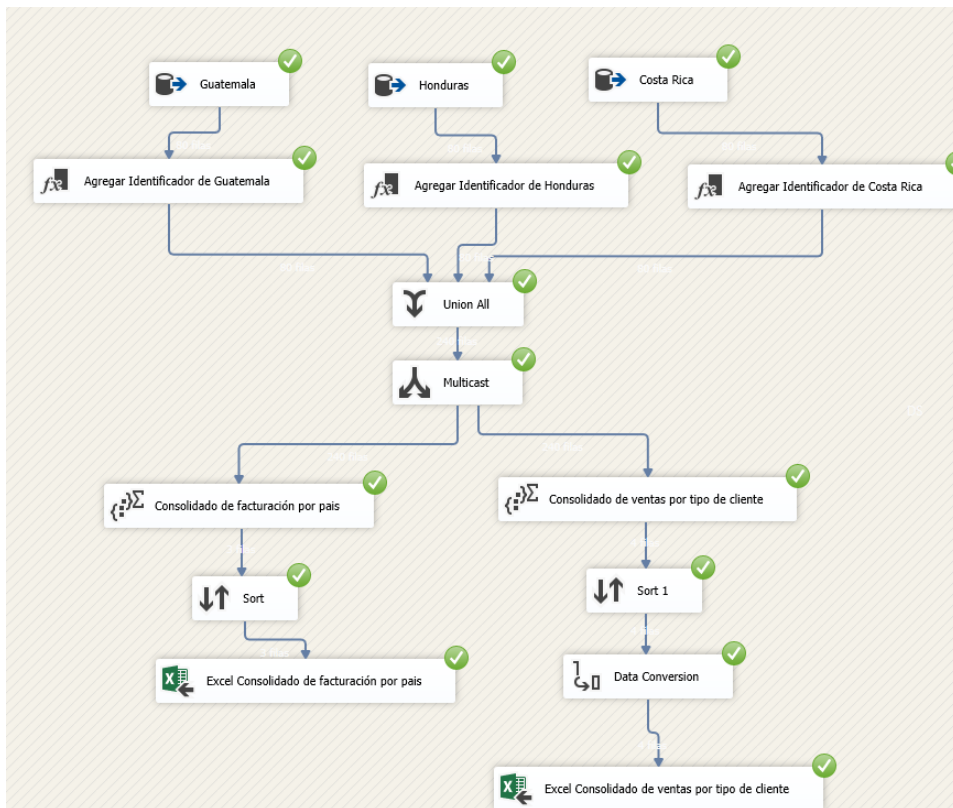 Guatemala
Honduras
Costa Rica
Agregar Identificador de Guatemala
Agregar Identificador de Honduras
Agregar Identificador de Costa Rica
Union All
Multicast
Consolidado de facturación por pais
Consolidado de ventas por tipo de cliente
Sort
Sort 1
3 filas
Excel Consolidado de facturación por pais
Data Conversion
Excel Consolidado de ventas por tipo de cliente